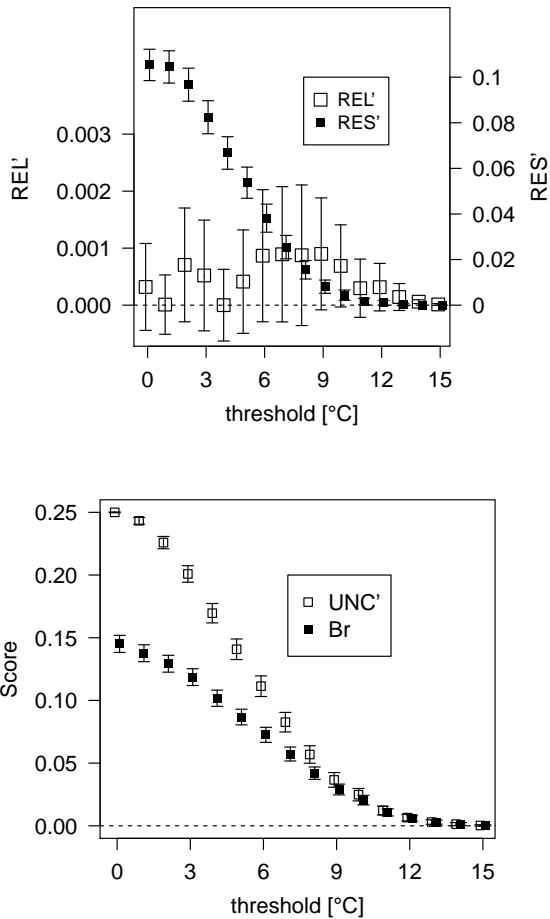 REL’
RES’
0.003
0.002
0.001
0.000
REL’
0.1
0.08
0.06
0.04
0.02
0
RES’
0 3 6 9 12 15
threshold [°C]
0.25
0.20
0.15
0.10
0.05
0.00
Score
UNC’
Br
0 3 6 9 12 15
threshold [°C]